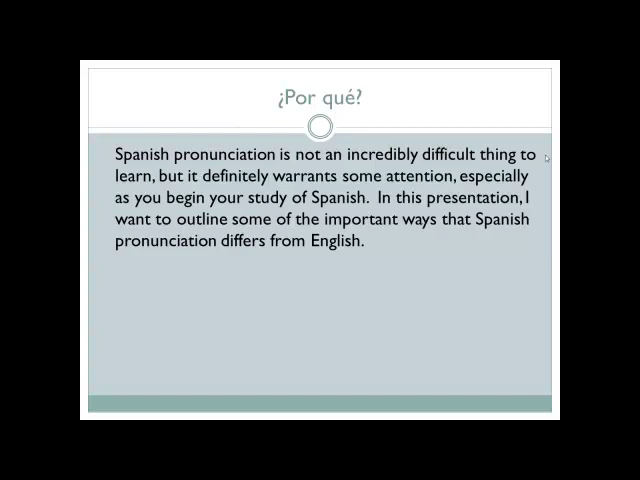 ¿Por qué?
Spanish pronunciation is not an incredibly difficult thing to
learn, but it definitely warrants some attention, especially
as you begin your study of Spanish.  In this presentation, I
want to outline some of the important ways that Spanish
pronunciation differs from English.